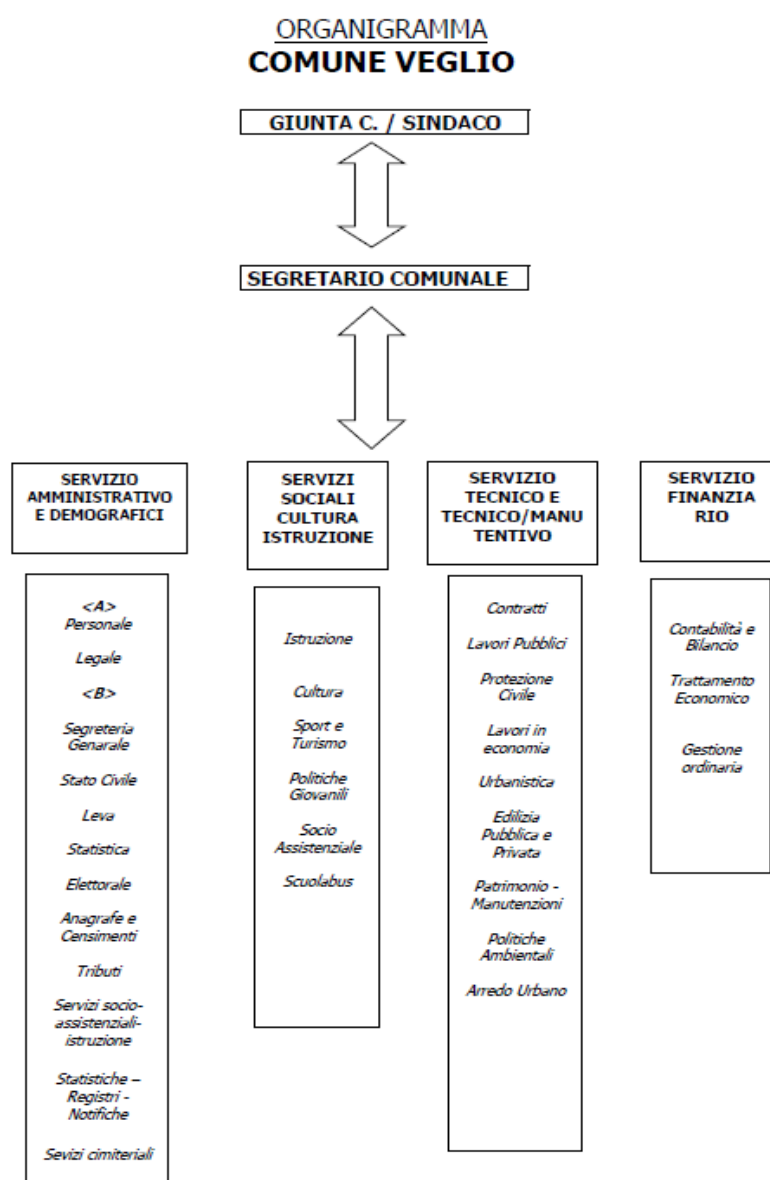 ORGANIGRAMMA
COMUNE VEGLIO
GIUNTA C. / SINDACO
SEGRETARIO COMUNALE
SERVIZIO
AMMINISTRATIVO
E DEMOGRAFICI
<A>
Personale
Legale
<B>
Segreteria
Genarale
Stato Civile
Leva
Statistica
Elettorale
Anagrafe e
Censimenti
Tributi
Servizi socio-
assistenziali-
istruzione
Statistiche –
Registri -
Notifiche
Sevizi cimiteriali
SERVIZI
SOCIALI
CULTURA
ISTRUZIONE
Istruzione
Cultura
Sport e
Turismo
Politiche
Giovanili
Socio
Assistenziale
Scuolabus
SERVIZIO
TECNICO E
TECNICO/MANU
TENTIVO
Contratti
Lavori Pubblici
Protezione
Civile
Lavori in
economia
Urbanistica
Edilizia
Pubblica e
Privata
Patrimonio -
Manutenzioni
Politiche
Ambientali
Arredo Urbano
SERVIZIO
FINANZIA
RIO
Contabilità e
Bilancio
Trattamento
Economico
Gestione
ordinaria